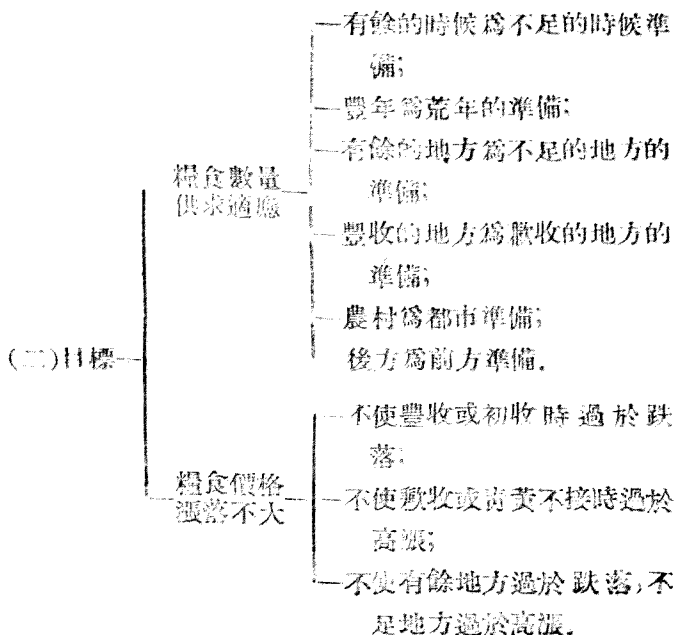 有餘的時候爲不足的時候準
備;
豐年爲荒年的準備;
有餘的地方爲不足的地方的
準備;
糧食數量
供求適應
豐收的地方爲歉收的地方的
準備;
農村爲都市準備;
後方爲前方準備.
(二)目標
不使豐收或初收時過於跌
落;
糧食價格
漲落不大
不使歉收或靑黃不接時過於
高漲;
不使有餘地方過於跌落,不
足地方過於高漲.